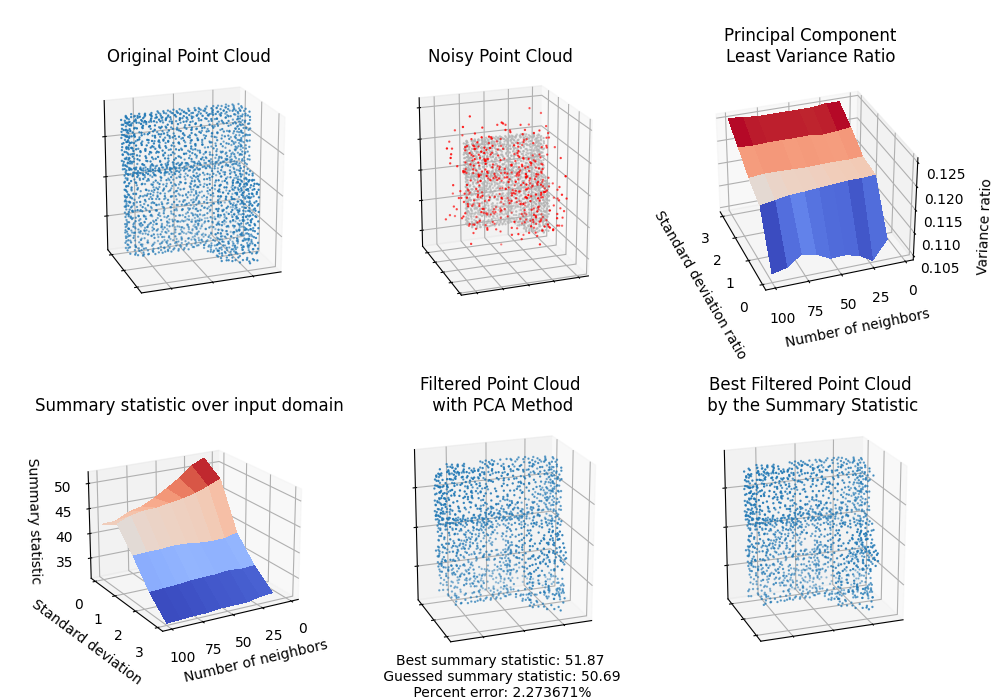 Original Point Cloud
Noisy Point Cloud
Principal Component
Least Variance Ratio
0.125
0.120
0.115
0.110
0.105
Variance ratio
3
2
1
0
Standard deviation ratio
100
75
50
25
0
Number of neighbors
Summary statistic over input domain
50
45
40
35
Summary statistic
0
1
2
3
Standard deviation
100
75
50
25
0
Number of neighbors
Filtered Point Cloud
with PCA Method
Best Filtered Point Cloud
by the Summary Statistic
Best summary statistic: 51.87
Guessed summary statistic: 50.69
Percent error: 2.273671%